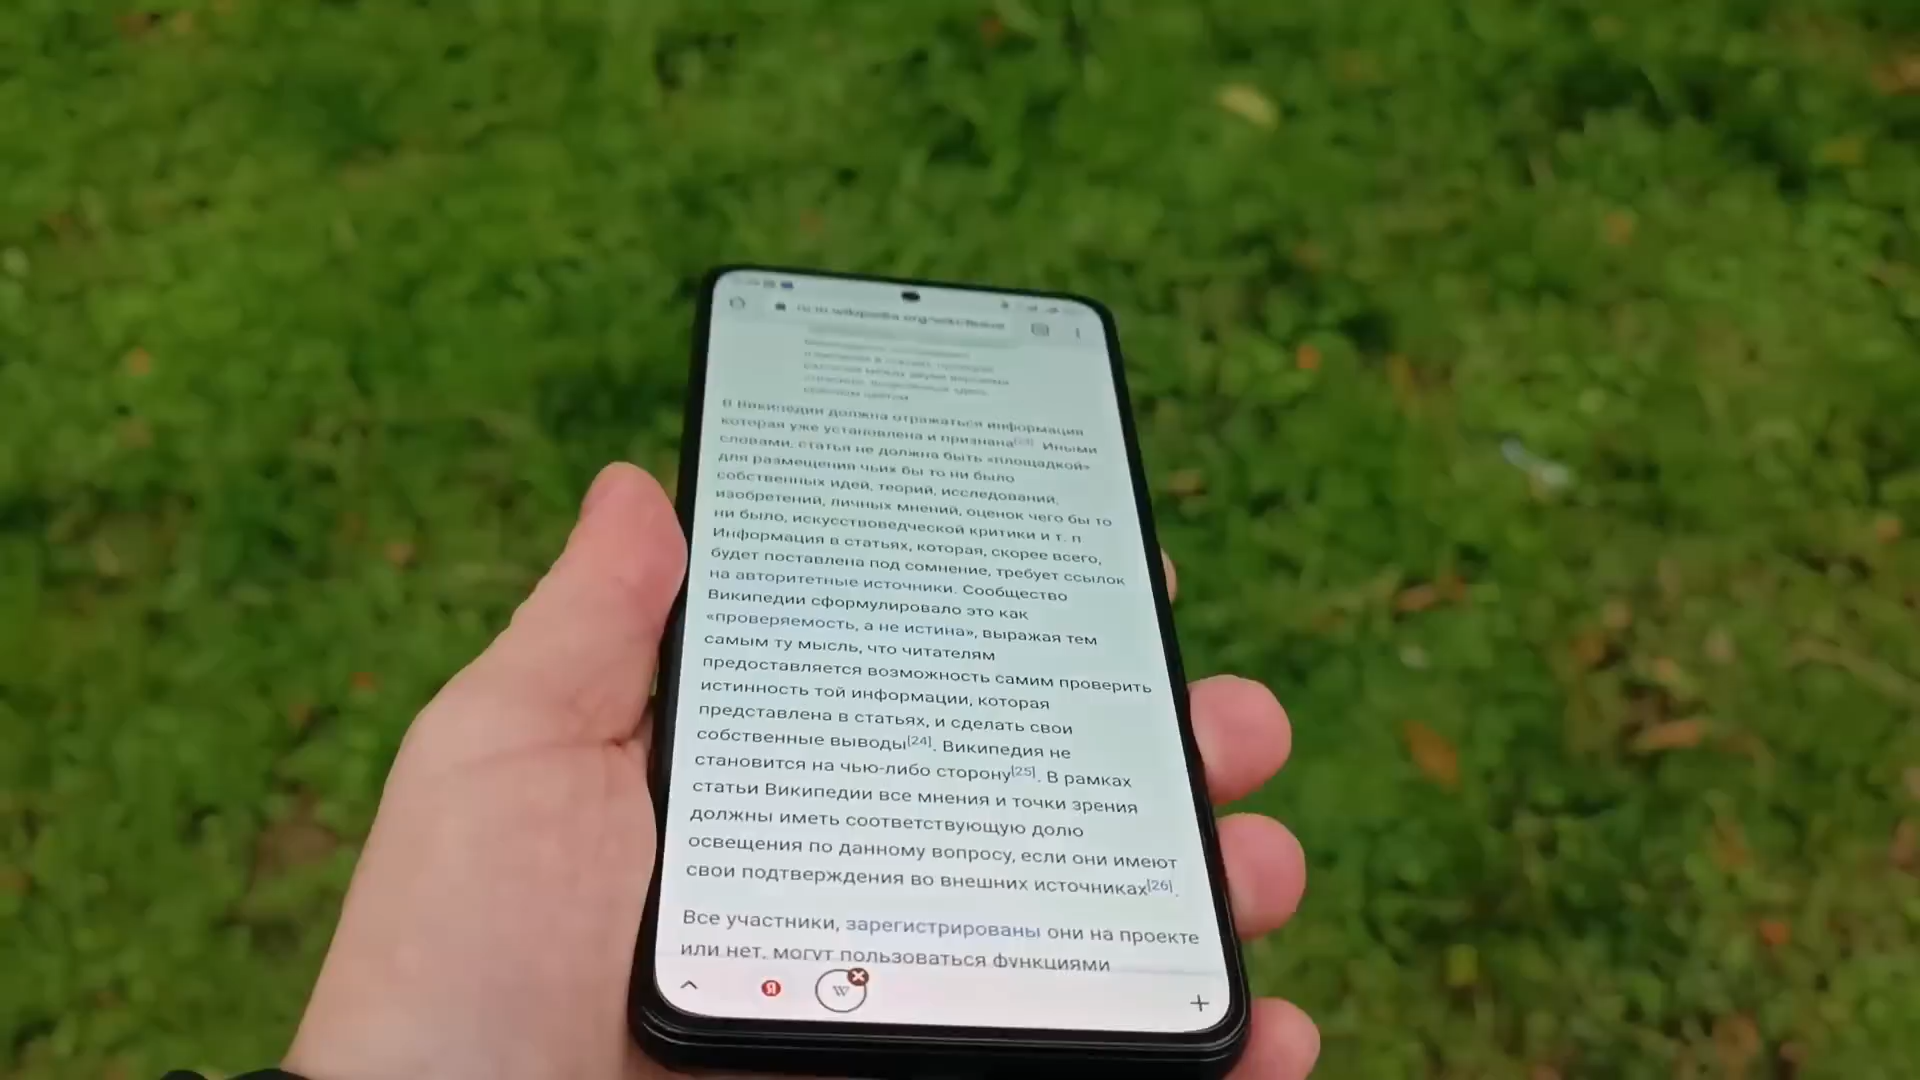 В Википедии должна отражаться информация
которая уже установлена и признана Иными
словами, статья не должна быть «площадкой»
для размещения чьих бы то ни было
собственных идей, теорий, исследований,
изобретений, личных мнений, оценок чего бы то
ни было, искусствоведческой критики и т. п
Информация в статьях, которая, скорее всего,
будет поставлена под сомнение, требует ссылок
на авторитетные источники. Сообщество
Википедии сформулировало это как
«проверяемость, а не истина», выражая тем
самым ту мысль, что читателям
предоставляется возможность самим проверить
истинность той информации, которая
представлена в статьях, и сделать свои
собственные выводы[24]. Википедия не
становится на чью-либо сторону[25]. В рамках
статьи Википедии все мнения и точки зрения
должны иметь соответствующую долю
освещения по данному вопросу, если они имеют
свои подтверждения во внешних источниках[26].
Все участники, зарегистрированы они на проекте
или нет, могут пользоваться функциями
Я W